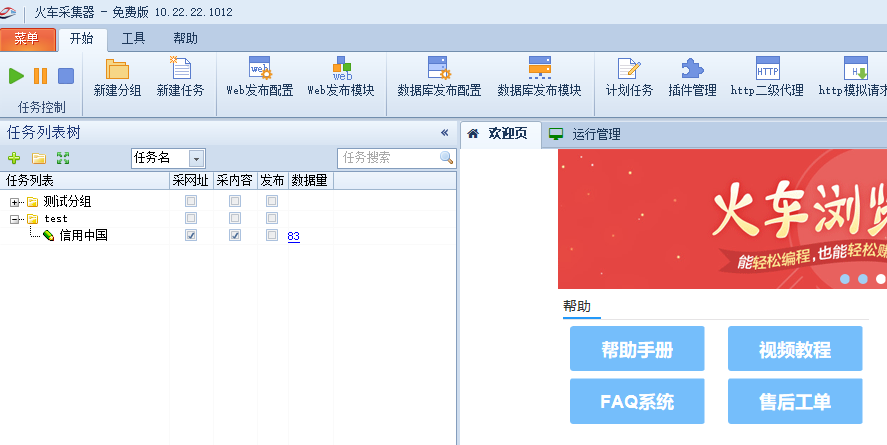 火车采集器 - 免费版 10.22.22.1012
菜单 开始 工具 帮助
新建分组 新建任务 Web发布配置 Web发布模块 数据库发布配置 数据库发布模块 计划任务 插件管理 http二级代理 http模拟请求
任务控制
任务列表树 «
欢迎页 运行管理
任务名 任务搜索
任务列表 采网址 采内容 发布 数据量
测试分组
test
信用中国 83
火车浏览
能轻松编程,也能轻松赚
帮助
帮助手册 视频教程
FAQ系统 售后工单